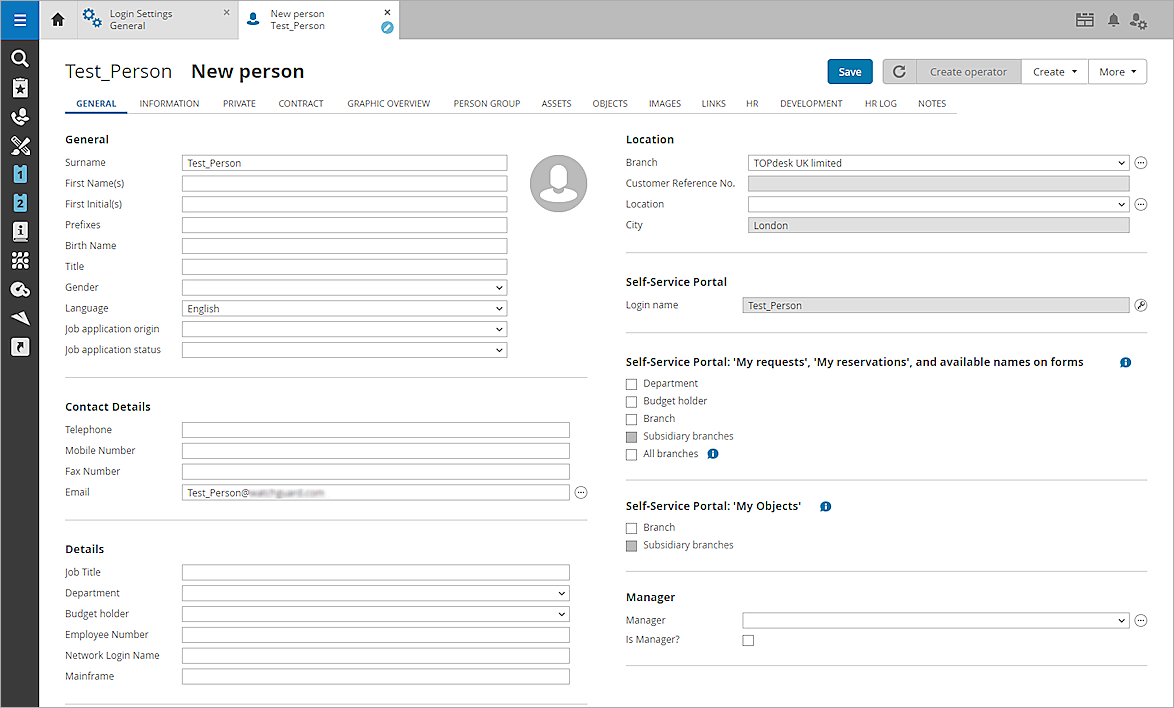 Login Settings
General
New person
Test_Person
Test_Person New person
Save
Create operator
Create
More
GENERAL
INFORMATION
PRIVATE
CONTRACT
GRAPHIC OVERVIEW
PERSON GROUP
ASSETS
OBJECTS
IMAGES
LINKS
HR
DEVELOPMENT
HR LOG
NOTES
1
2
General
Surname Test_Person
First Name(s)
First Initial(s)
Prefixes
Birth Name
Title
Gender
Language English
Job application origin
Job application status
Contact Details
Telephone
Mobile Number
Fax Number
Email Test_Person@
Details
Job Title
Department
Budget holder
Employee Number
Network Login Name
Mainframe
Location
Branch TOPdesk UK limited
Customer Reference No.
Location
City London
Self-Service Portal
Login name Test_Person
Self-Service Portal: 'My requests', 'My reservations', and available names on forms
Department
Budget holder
Branch
Subsidiary branches
All branches
Self-Service Portal: 'My Objects'
Branch
Subsidiary branches
Manager
Manager
Is Manager?